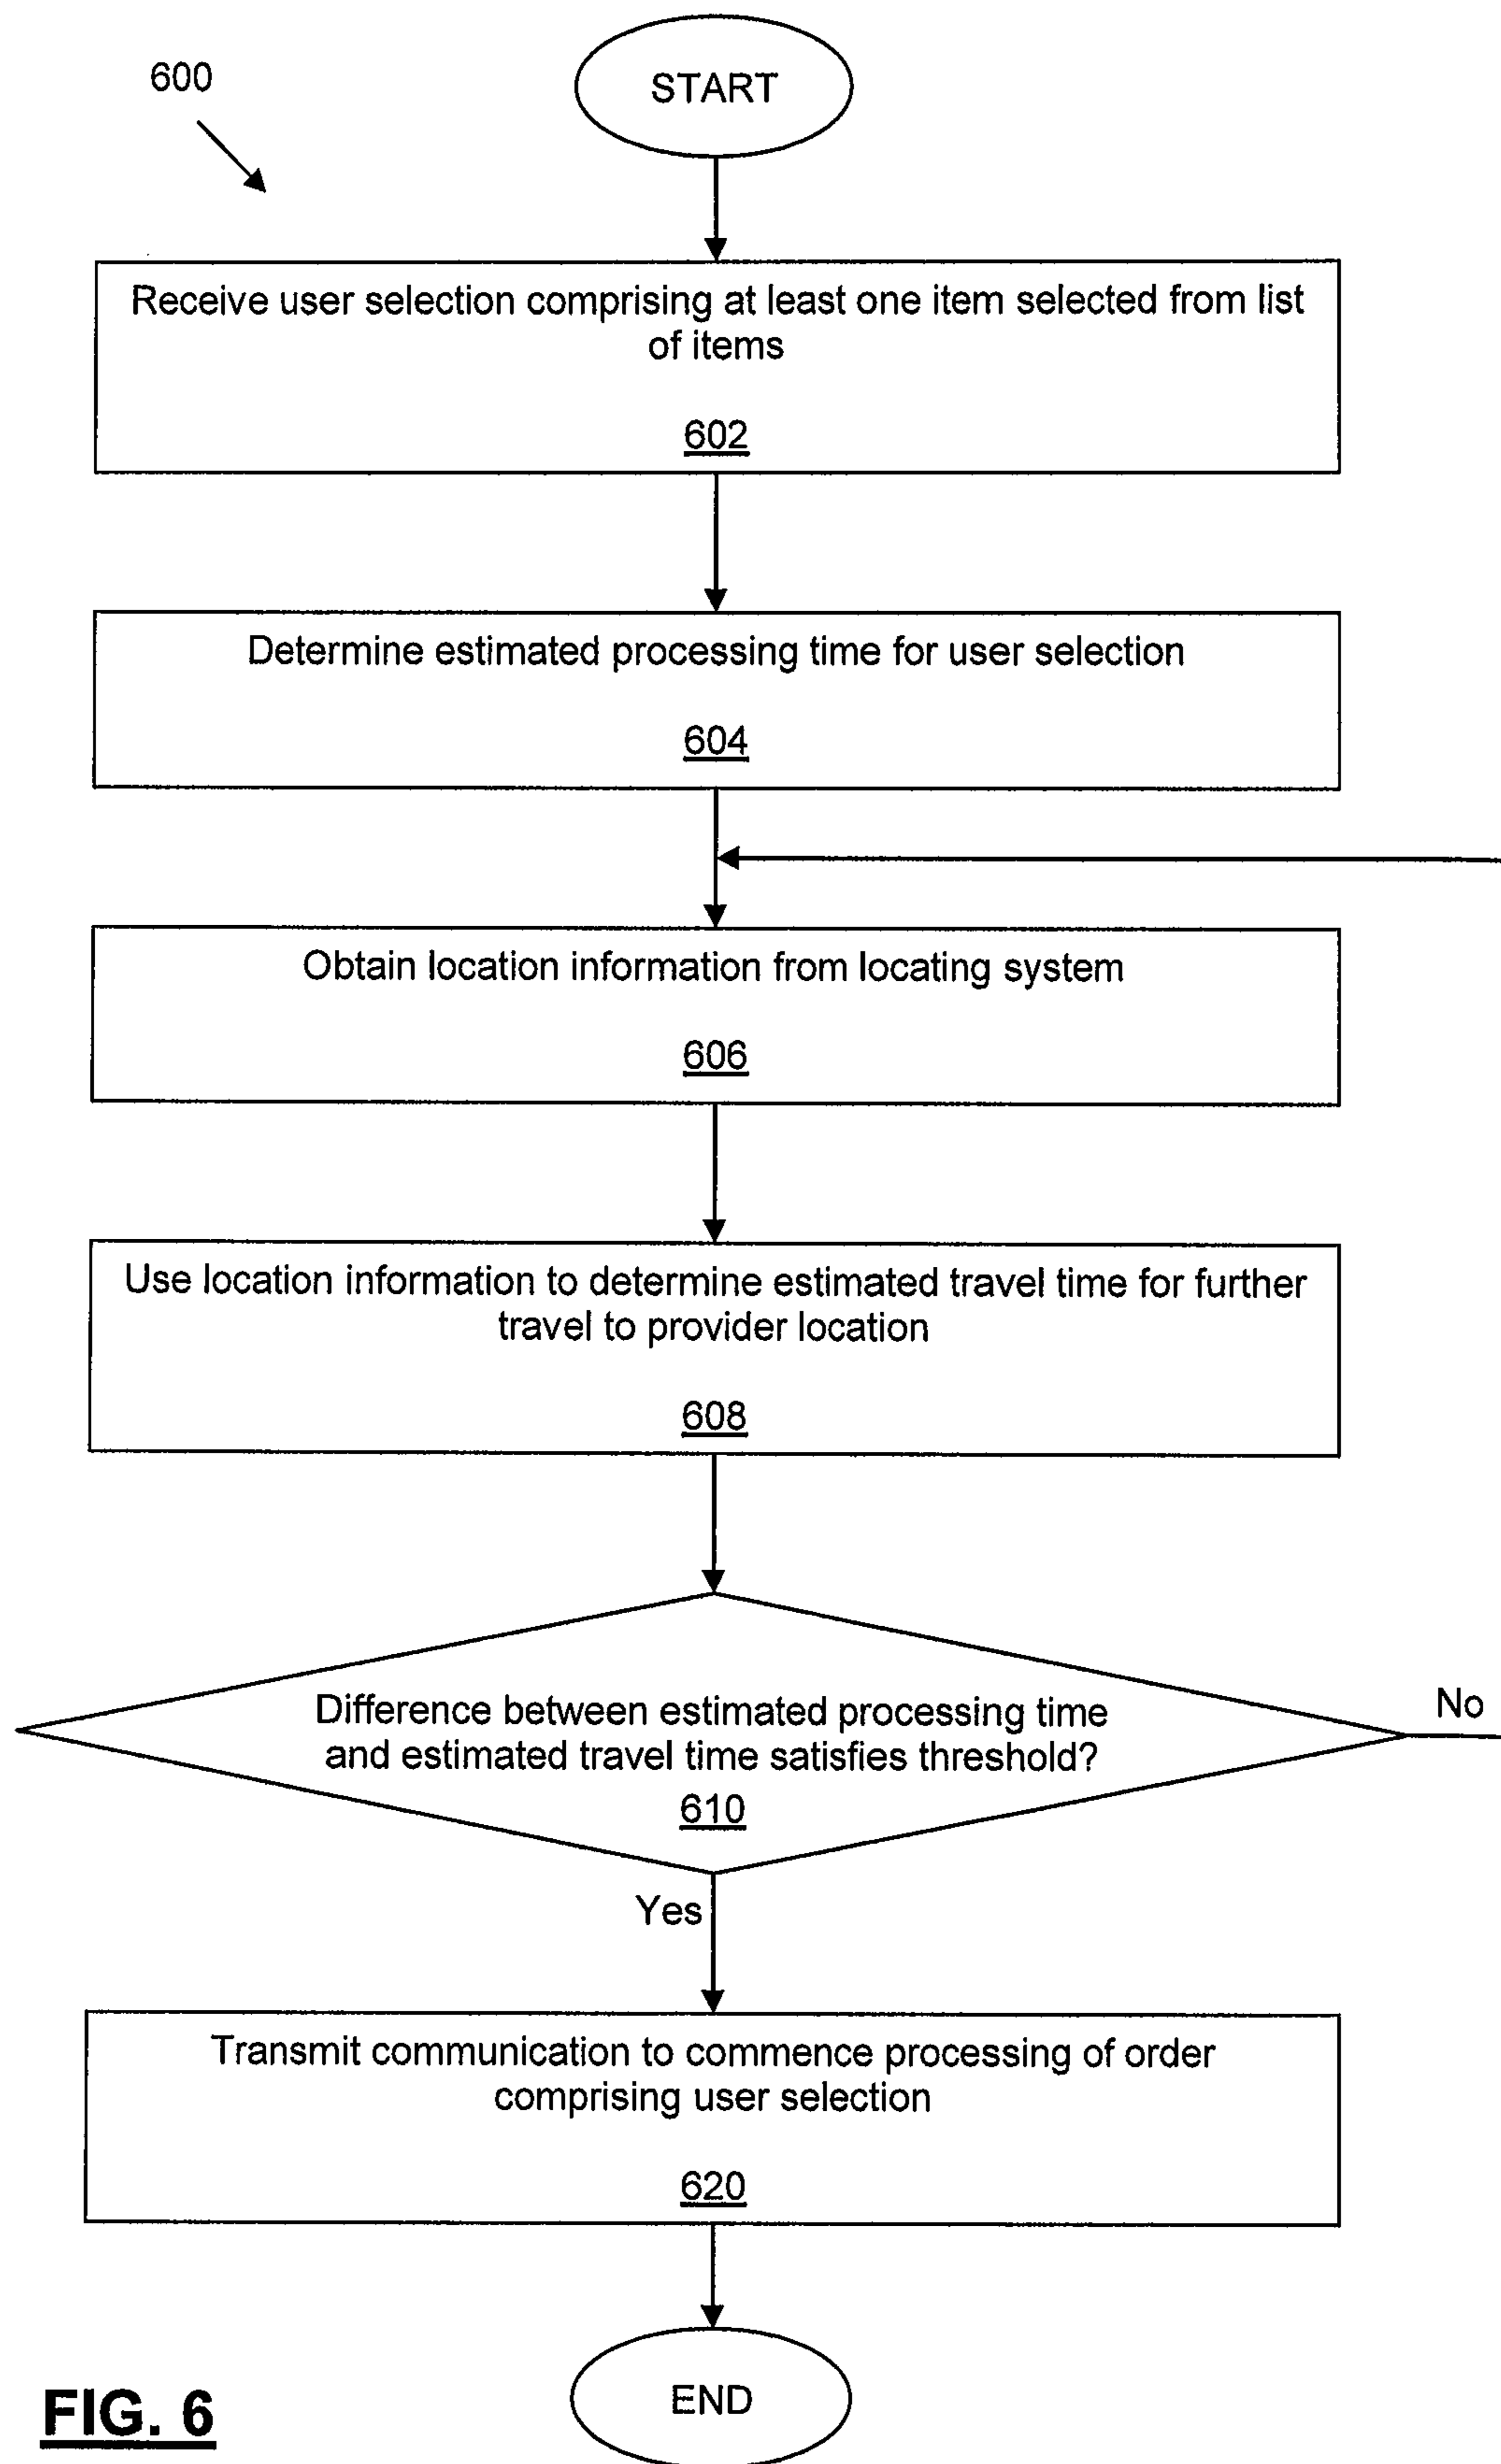 600
START
Receive user selection comprising at least one item selected from list
of items
602
Determine estimated processing time for user selection
604
Obtain location information from locating system
606
Use location information to determine estimated travel time for further
travel to provider location
608
Difference between estimated processing time
and estimated travel time satisfies threshold?
610
No
Yes
Transmit communication to commence processing of order
comprising user selection
620
END
FIG. 6